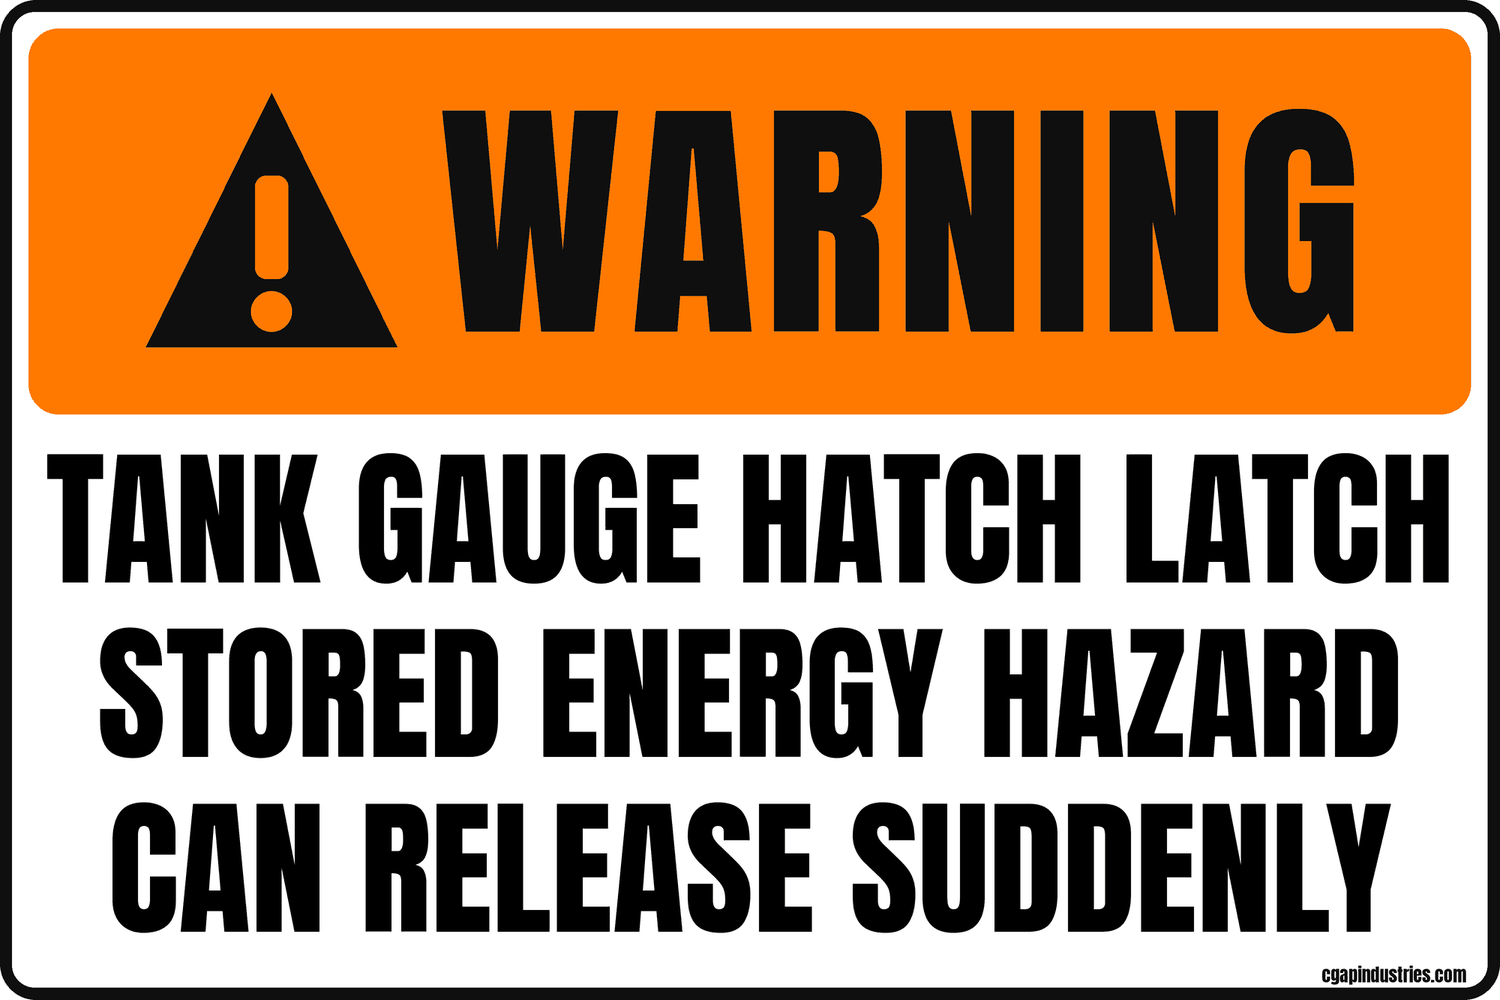 WARNING
TANK GAUGE HATCH LATCH
STORED ENERGY HAZARD
CAN RELEASE SUDDENLY
cgapindustries.com